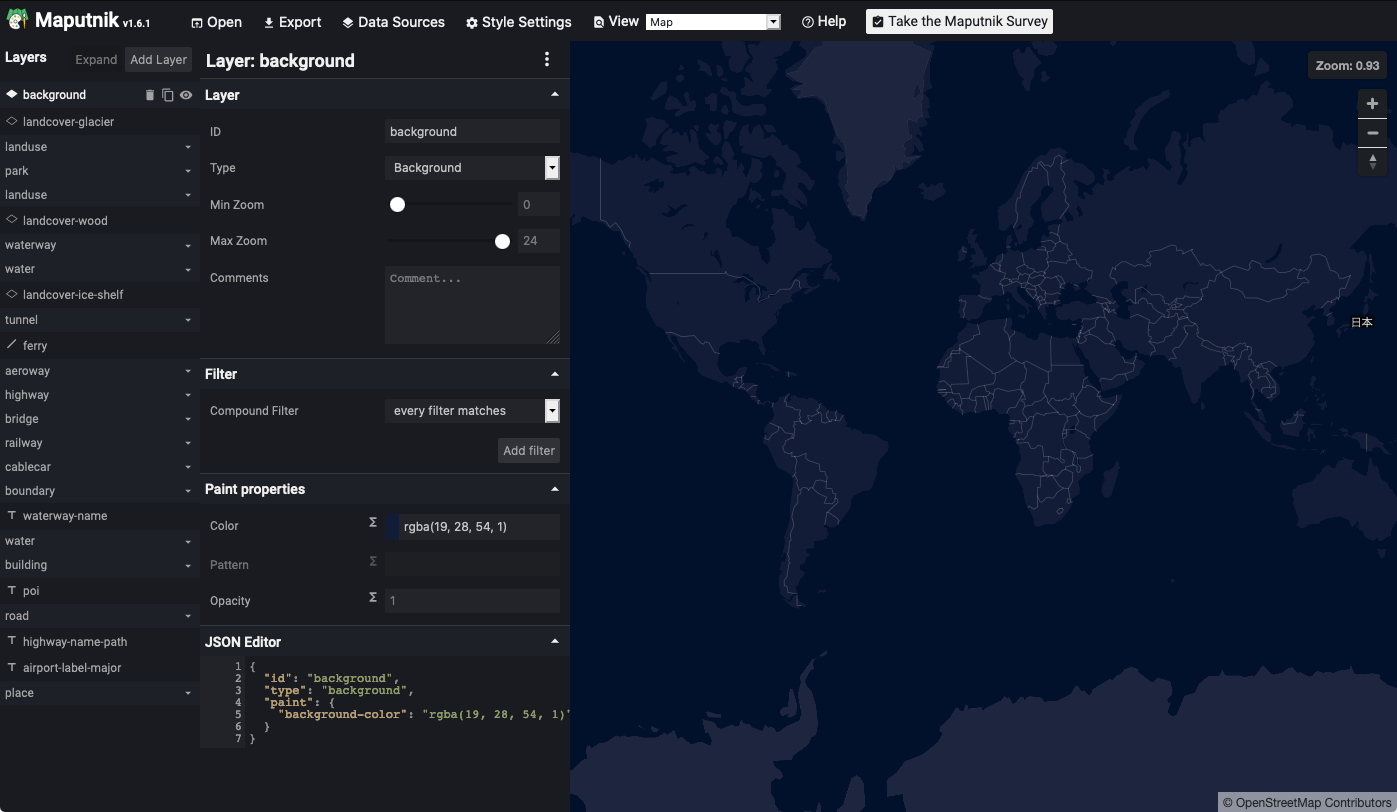 Maputnik v1.6.1
Open
Export
Data Sources
Style Settings
View
Map
Help
Take the Maputnik Survey
Layers
Expand
Add Layer
background
landcover-glacier
landuse
park
landuse
landcover-wood
waterway
water
landcover-ice-shelf
tunnel
ferry
aeroway
highway
bridge
railway
cablecar
boundary
waterway-name
water
building
poi
road
highway-name-path
airport-label-major
place
Layer: background
Layer
ID
background
Type
Background
Min Zoom
0
Max Zoom
24
Comments
Comment...
Filter
Compound Filter
every filter matches
Add filter
Paint properties
Color
Σ
rgba(19, 28, 54, 1)
Pattern
Σ
Opacity
Σ
1
JSON Editor
1 {
2 "id": "background",
3 "type": "background",
4 "paint": {
5 "background-color": "rgba(19, 28, 54, 1)"
6 }
7 }
Zoom: 0.93
日本
© OpenStreetMap Contributors